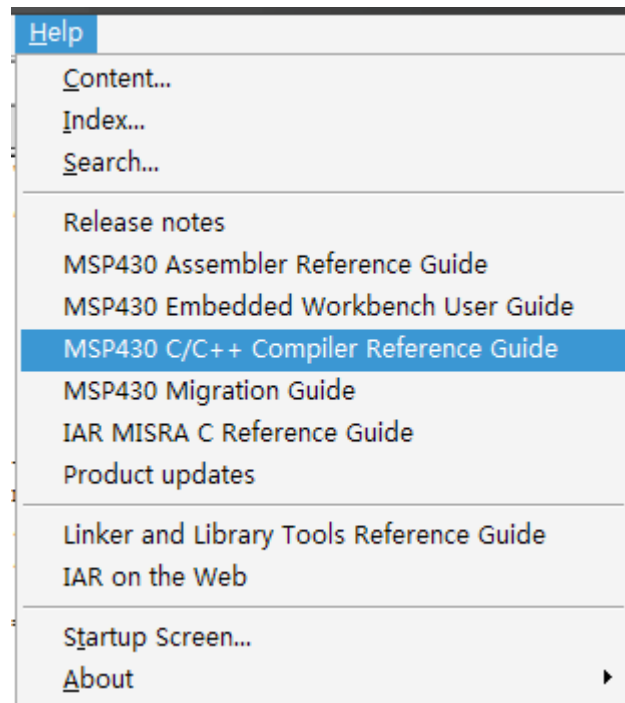 Help
Content...
Index...
Search...
Release notes
MSP430 Assembler Reference Guide
MSP430 Embedded Workbench User Guide
MSP430 C/C++ Compiler Reference Guide
MSP430 Migration Guide
IAR MISRA C Reference Guide
Product updates
Linker and Library Tools Reference Guide
IAR on the Web
Startup Screen...
About